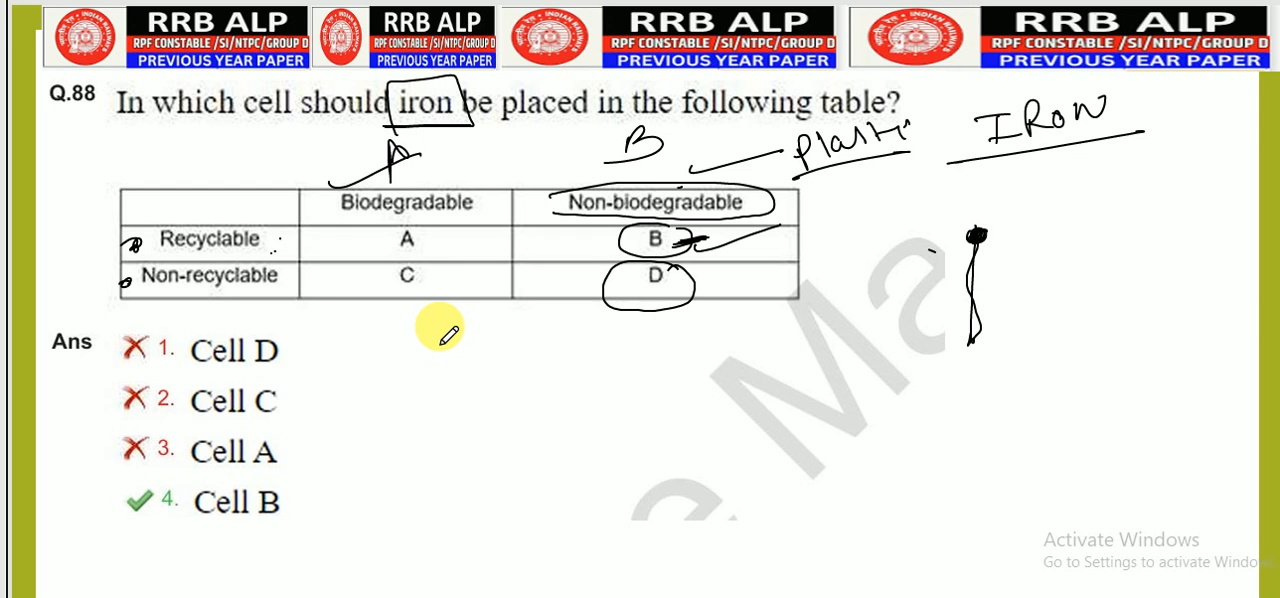 RRB ALP RRB ALP RRB ALP RRB ALP
RPF CONSTABLE /SI/NTPC/GROUP D RPF CONSTABLE /SI/NTPC/GROUP D RPF CONSTABLE /SI/NTPC/GROUP D RPF CONSTABLE /SI/NTPC/GROUP D
PREVIOUS YEAR PAPER PREVIOUS YEAR PAPER PREVIOUS YEAR PAPER PREVIOUS YEAR PAPER
Q.88 In which cell should iron be placed in the following table?
IRON
A B
Biodegradable Non-biodegradable
Recyclable A B
Non-recyclable C D
Ans 1. Cell D
2. Cell C
3. Cell A
4. Cell B
Activate Windows
Go to Settings to activate Windo